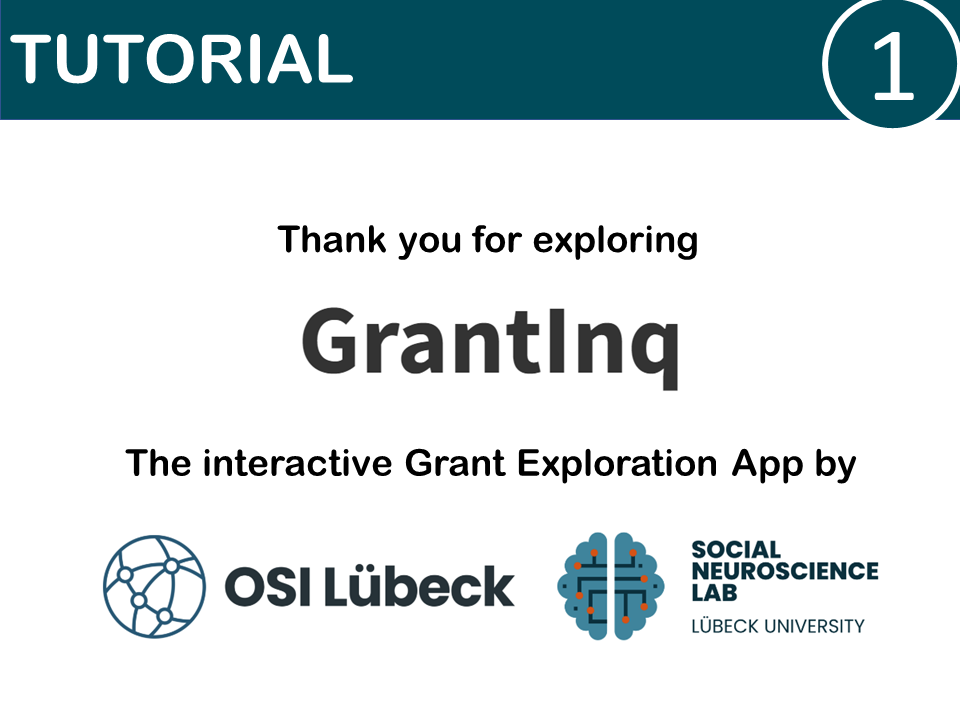 TUTORIAL
1
Thank you for exploring
GrantInq
The interactive Grant Exploration App by
OSI Lübeck
SOCIAL
NEUROSCIENCE
LAB
LÜBECK UNIVERSITY